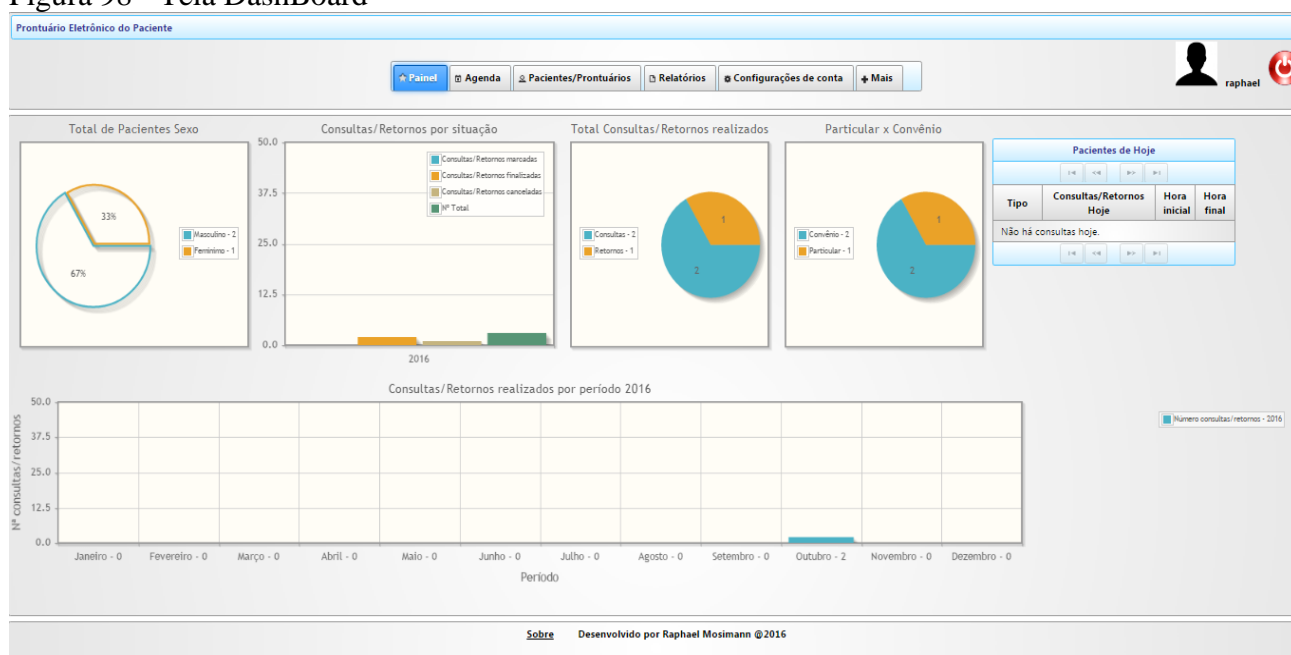 Figura 98 - Tela DashBoard
Prontuário Eletrônico do Paciente
Painel
Agenda
Pacientes/Prontuários
Relatórios
Configurações de conta
Mais
raphael
Total de Pacientes Sexo
33%
67%
Masculino - 2
Feminino - 1
Consultas/Retornos por situação
50.0
37.5
25.0
12.5
0.0
Consultas/Retornos marcadas
Consultas/Retornos finalizadas
Consultas/Retornos canceladas
Nº Total
2016
Total Consultas/Retornos realizados
Consultas - 2
Retornos - 1
1
2
Particular x Convênio
Convênio - 2
Particular - 1
1
2
Pacientes de Hoje
Tipo
Consultas/Retornos
Hoje
Hora
inicial
Hora
final
Não há consultas hoje.
Consultas/Retornos realizados por período 2016
Nª consultas/retornos
50.0
37.5
25.0
12.5
0.0
Janeiro - 0
Fevereiro - 0
Março - 0
Abril - 0
Maio - 0
Junho - 0
Julho - 0
Agosto - 0
Setembro - 0
Outubro - 2
Novembro - 0
Dezembro - 0
Período
Número consultas/retornos - 2016
Sobre
Desenvolvido por Raphael Mosimann @2016